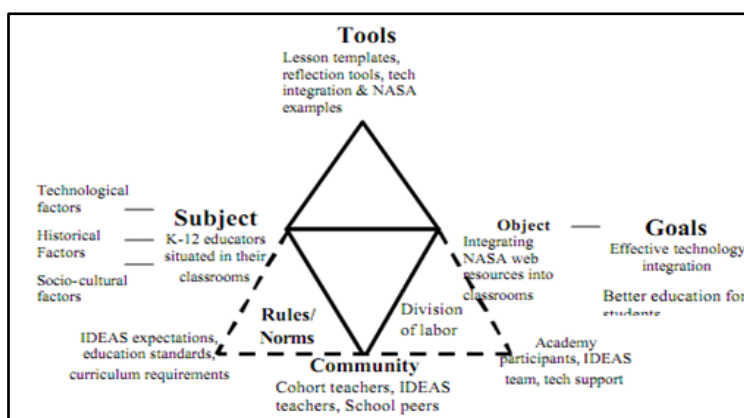 Tools
Lesson templates,
reflection tools, tech
integration & NASA
examples
Technological
factors
Historical
Factors
Socio-cultural
factors
Subject
K-12 educators
situated in their
classrooms
Object
Integrating
NASA web
resources into
classrooms
Goals
Effective technology
integration
Better education for
students
Rules/
Norms
IDEAS expectations,
education standards,
curriculum requirements
Division
of labor
Community
Cohort teachers, IDEAS
teachers, School peers
Academy
participants, IDEAS
team, tech support